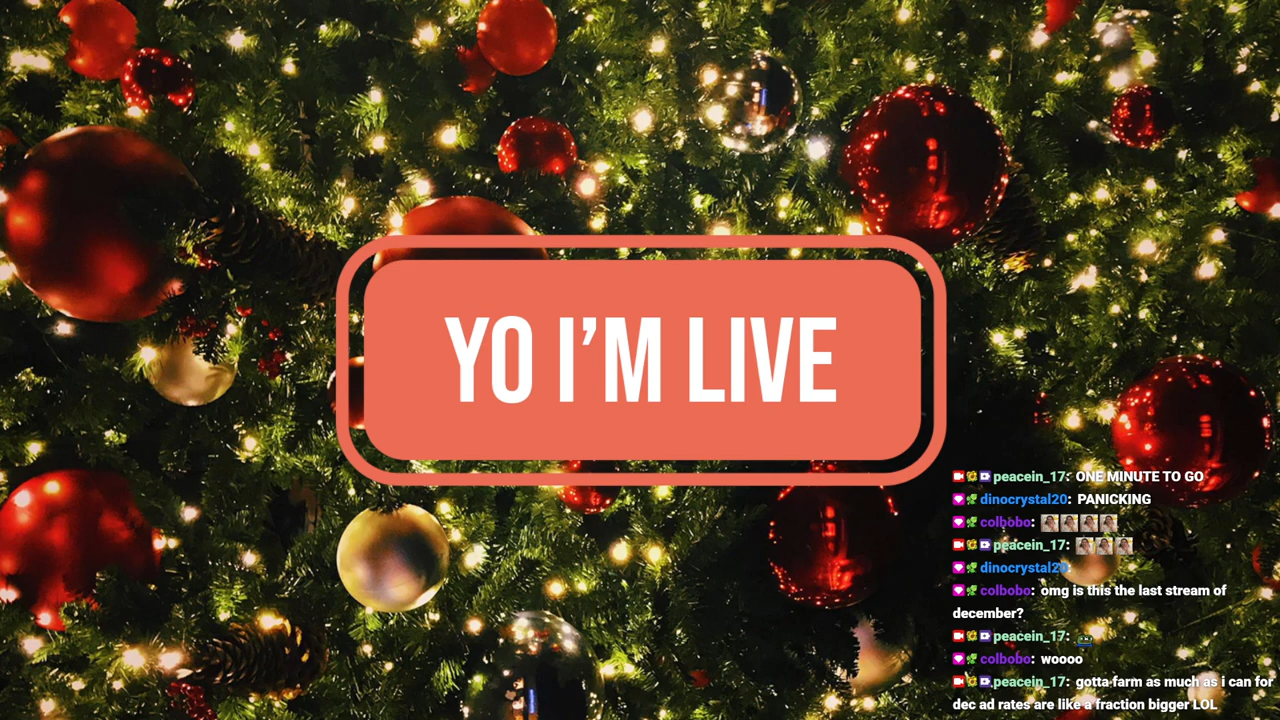 YO I'M LIVE
peacein_17: ONE MINUTE TO GO
dinocrystal20: PANICKING
colbobo:
peacein_17:
dinocrystal20:
colbobo: omg is this the last stream of
december?
peacein_17:
colbobo: woooo
peacein_17: gotta farm as much as i can for
dec ad rates are like a fraction bigger LOL